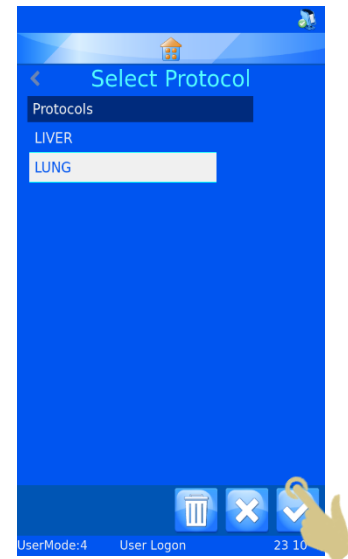 Select Protocol
Protocols
LIVER
LUNG
UserMode:4 User Logon 23 10